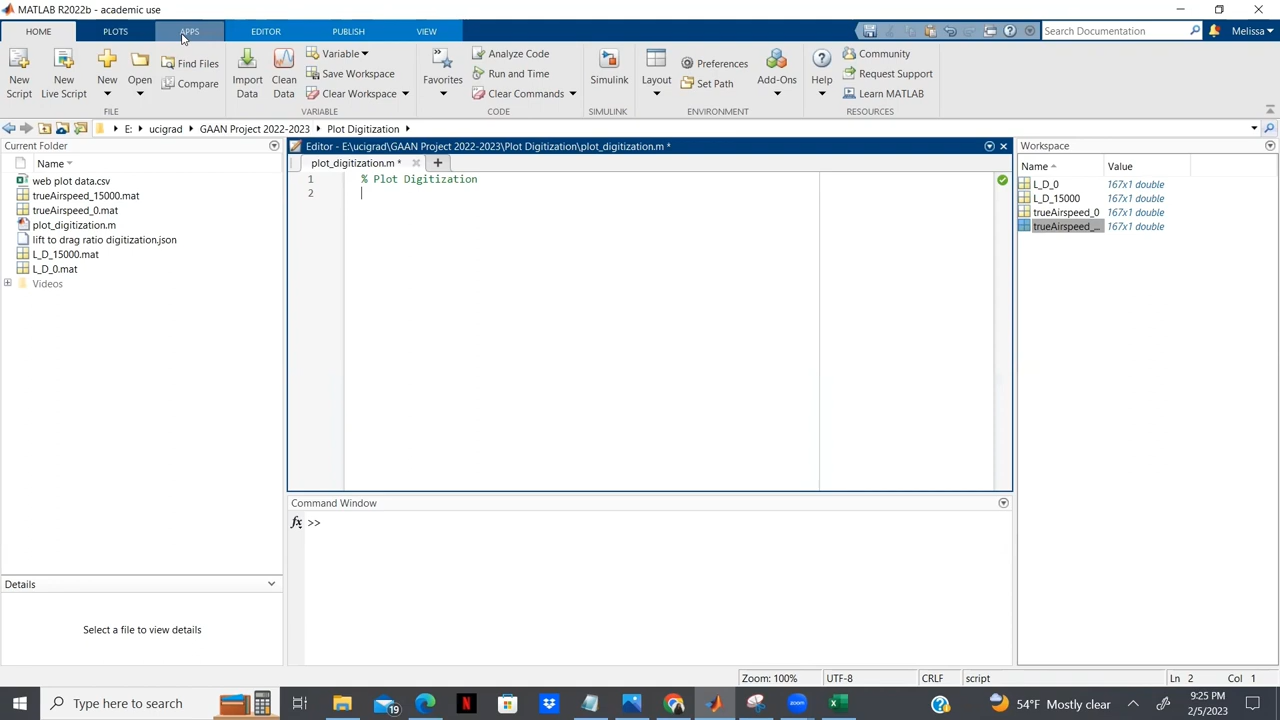 MATLAB R2022b - academic use
HOME PLOTS APPS EDITOR PUBLISH VIEW
Search Documentation
Melissa
New Script
New Live Script
New
Open
Find Files
Compare
FILE
Import Data
Clean Data
Variable
Save Workspace
Clear Workspace
VARIABLE
Favorites
Analyze Code
Run and Time
Clear Commands
CODE
Simulink
SIMULINK
Layout
Preferences
Set Path
Add-Ons
ENVIRONMENT
Help
Community
Request Support
Learn MATLAB
RESOURCES
E: ucigrad GAAN Project 2022-2023 Plot Digitization
Current Folder
Name
web plot data.csv
trueAirspeed_15000.mat
trueAirspeed_0.mat
plot_digitization.m
lift to drag ratio digitization.json
L_D_15000.mat
L_D_0.mat
Videos
Details
Select a file to view details
Editor - E:\ucigrad\GAAN Project 2022-2023\Plot Digitization\plot_digitization.m *
plot_digitization.m *
1 % Plot Digitization
2
Command Window
fx >>
Workspace
Name Value
L_D_0 167x1 double
L_D_15000 167x1 double
trueAirspeed_0 167x1 double
trueAirspeed_... 167x1 double
Zoom: 100% UTF-8 CRLF script Ln 2 Col 1
Type here to search
19
zoom
54°F Mostly clear
9:25 PM
2/5/2023